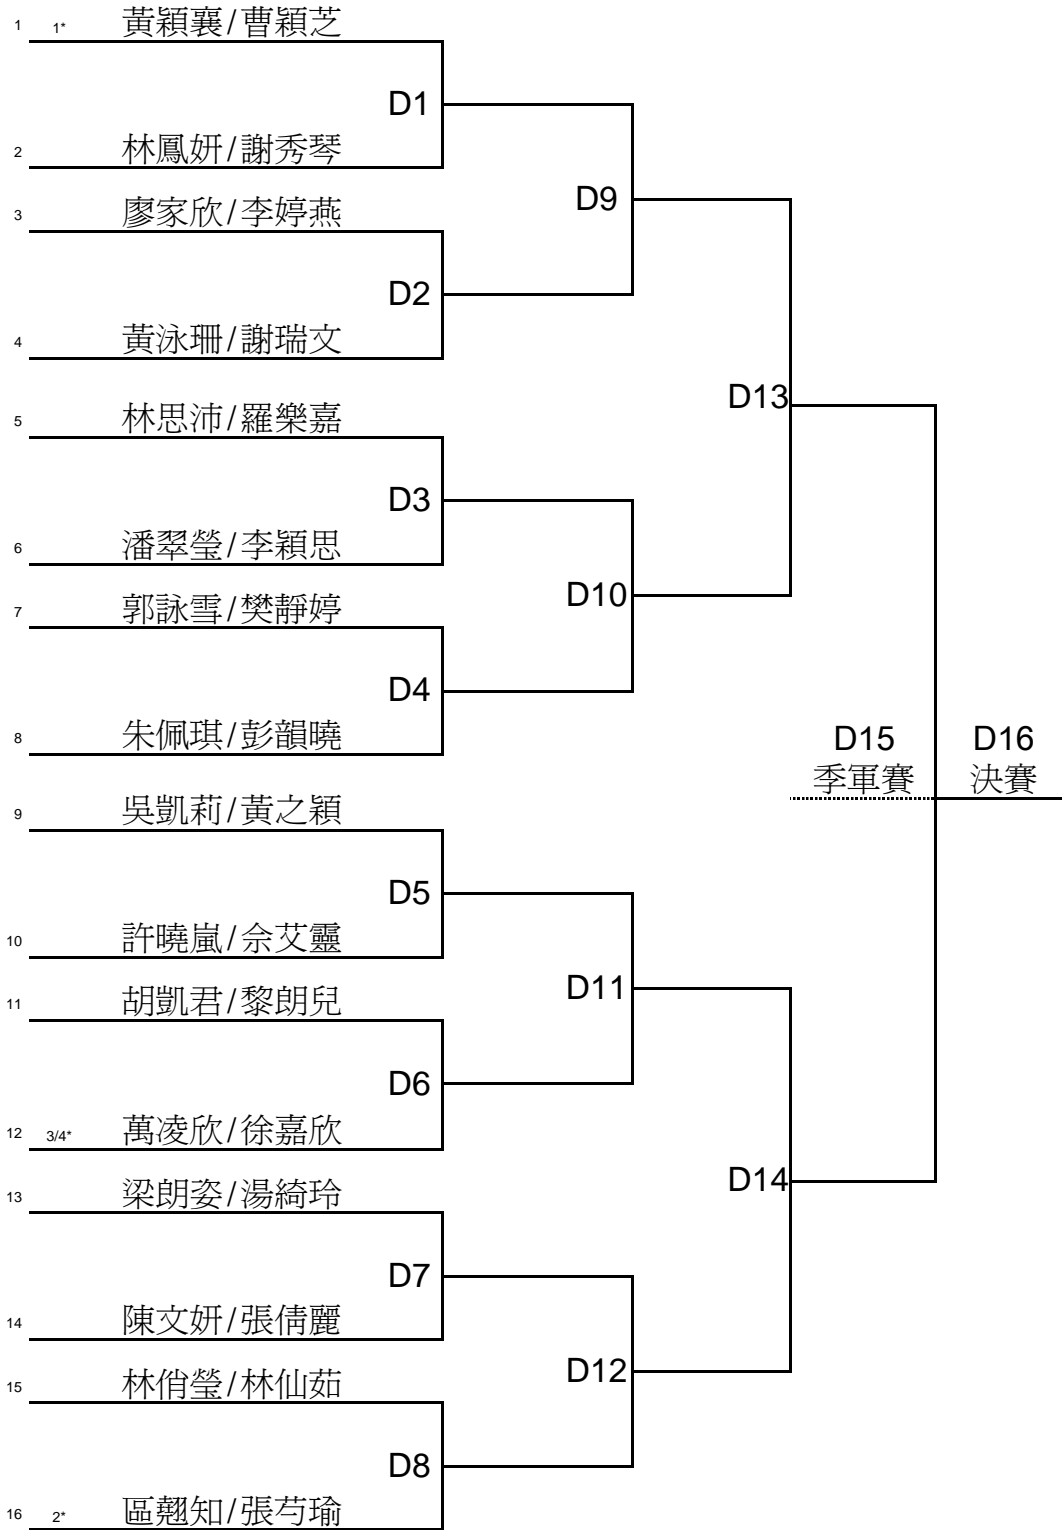 1 1* 黃穎襄/曹穎芝
D1
2 林鳳妍/謝秀琴
D9
3 廖家欣/李婷燕
D2
4 黃泳珊/謝瑞文
D13
5 林思沛/羅樂嘉
D3
6 潘翠瑩/李穎思
D10
7 郭詠雪/樊靜婷
D4
8 朱佩琪/彭韻曉
D15 D16
季軍賽 決賽
9 吳凱莉/黃之穎
D5
10 許曉嵐/佘艾靈
D11
11 胡凱君/黎朗兒
D6
12 3/4* 萬凌欣/徐嘉欣
D14
13 梁朗姿/湯綺玲
D7
14 陳文妍/張倩麗
D12
15 林俏瑩/林仙茹
D8
16 2* 區翹知/張芍瑜